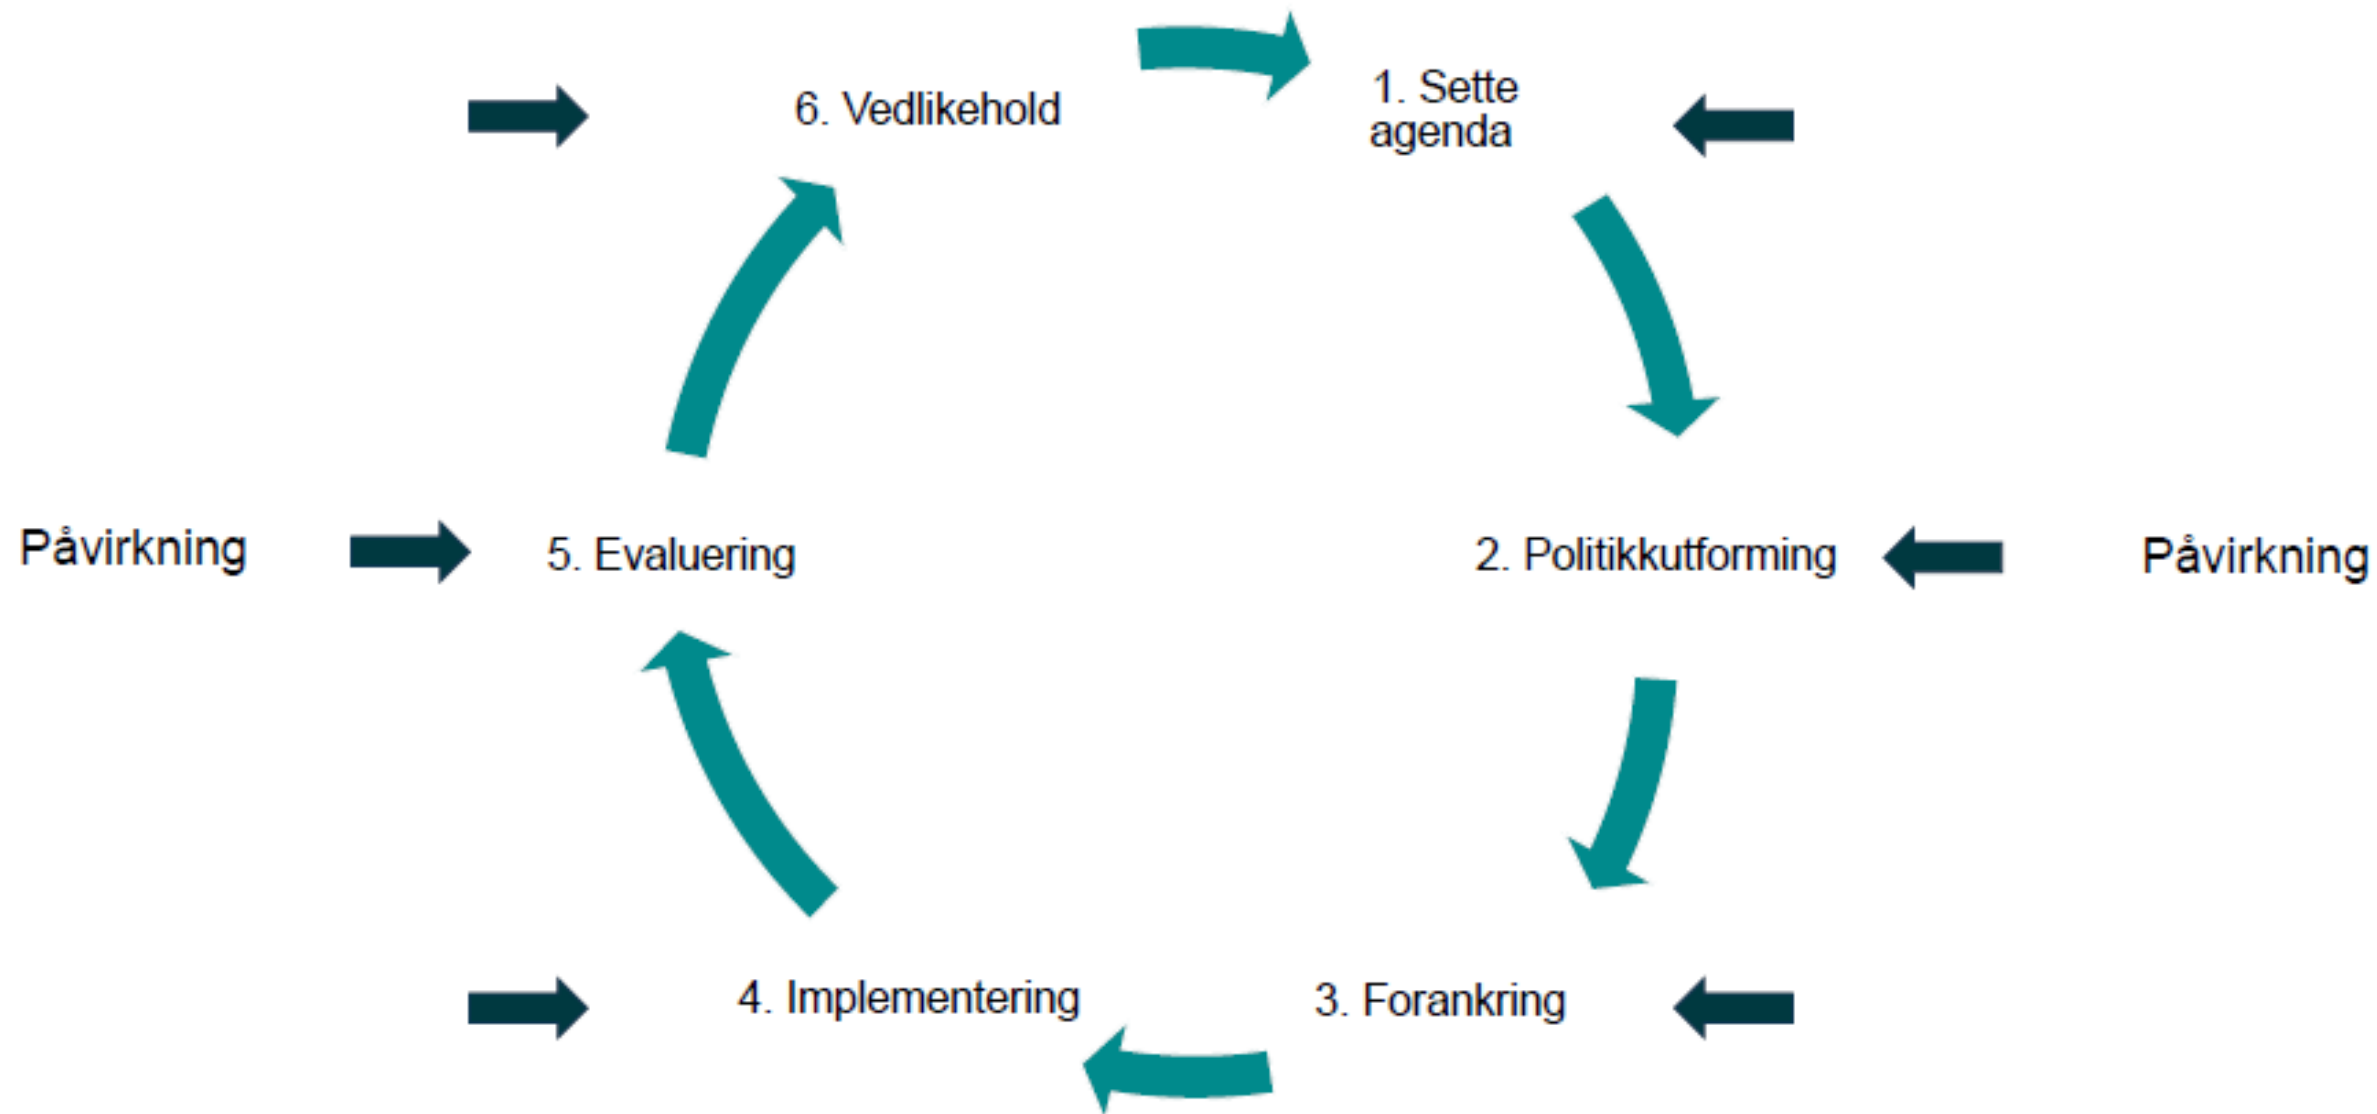 6. Vedlikehold
1. Sette
agenda
Påvirkning
5. Evaluering
2. Politikkutforming
Påvirkning
4. Implementering
3. Forankring